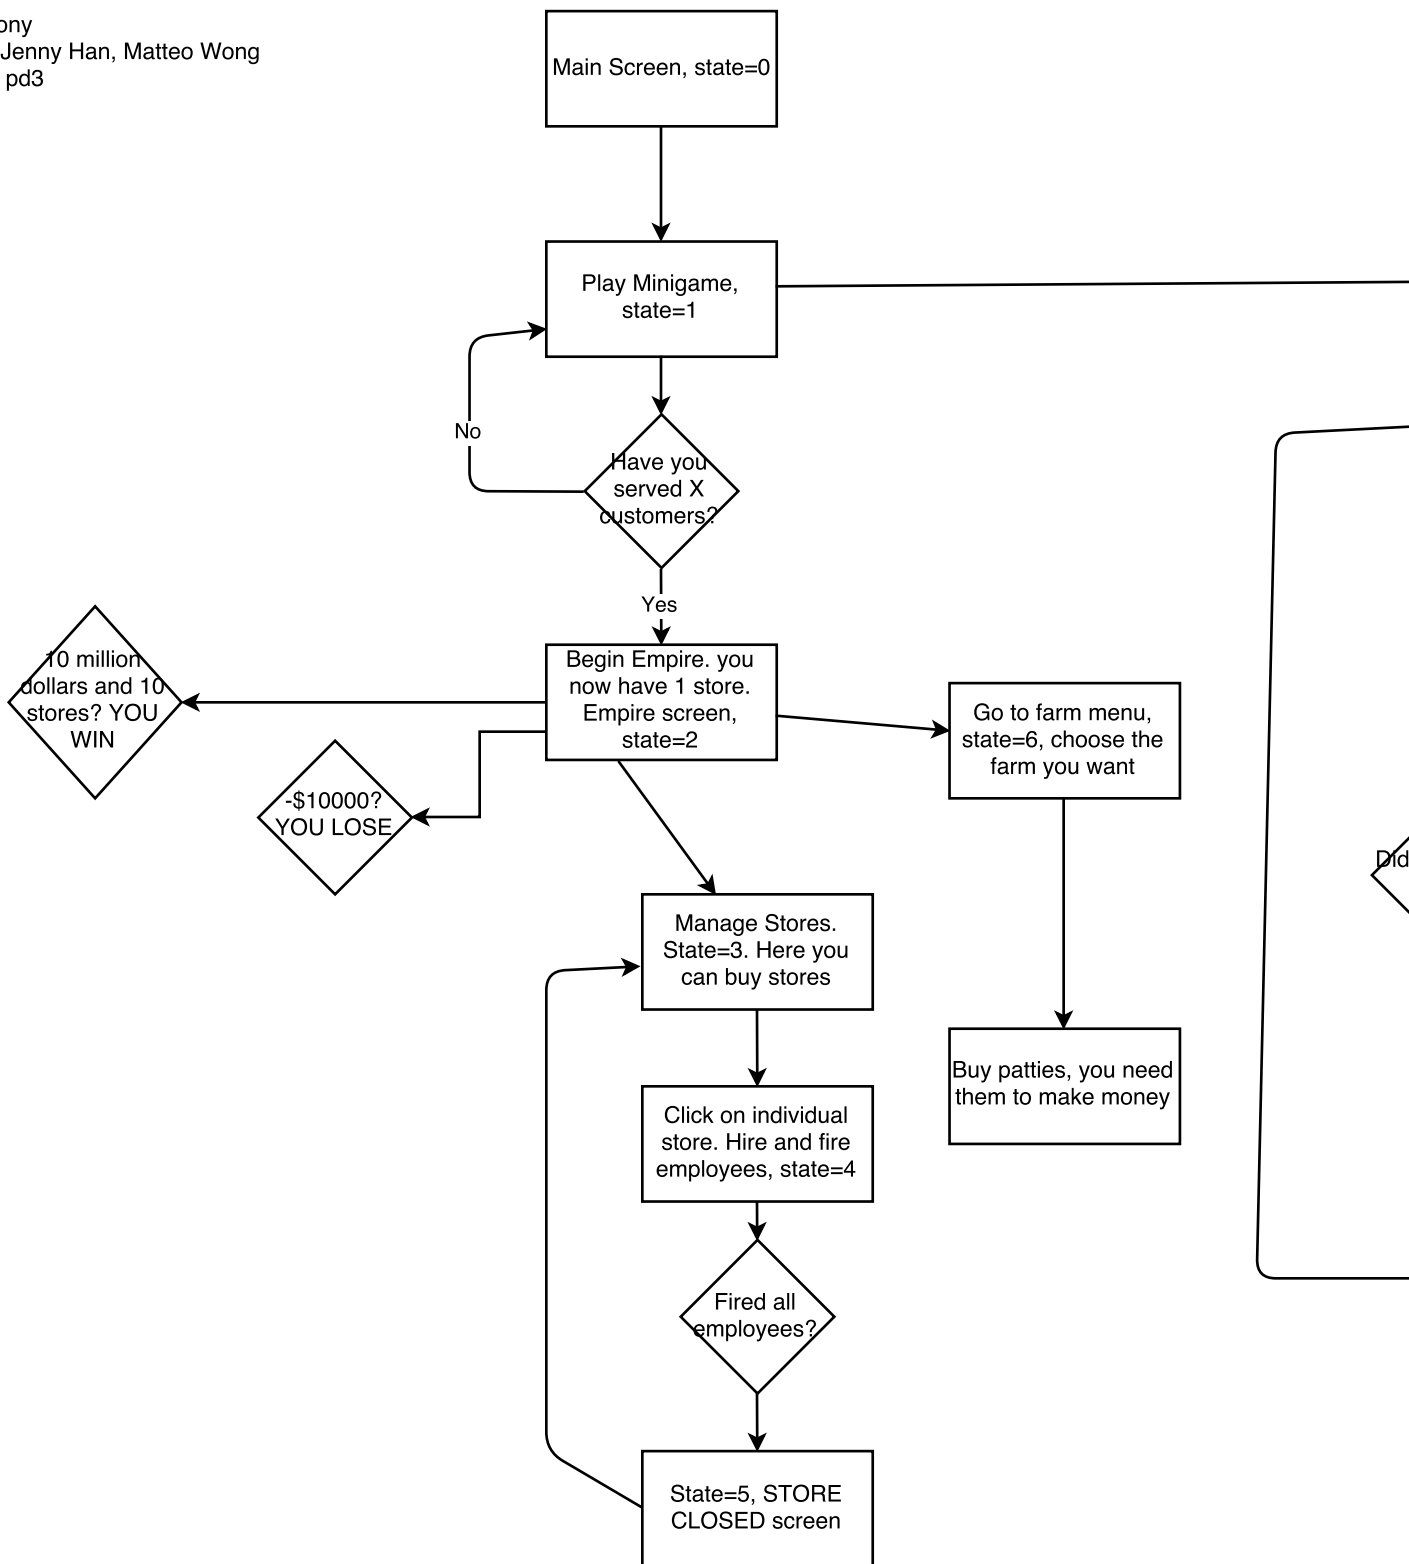 ony
Jenny Han, Matteo Wong
pd3
Main Screen, state=0
Play Minigame,
state=1
No
Have you
served X
customers?
Yes
10 million
dollars and 10
stores? YOU
WIN
Begin Empire. you
now have 1 store.
Empire screen,
state=2
Go to farm menu,
state=6, choose the
farm you want
-$10000?
YOU LOSE
Did
Manage Stores.
State=3. Here you
can buy stores
Buy patties, you need
them to make money
Click on individual
store. Hire and fire
employees, state=4
Fired all
employees?
State=5, STORE
CLOSED screen